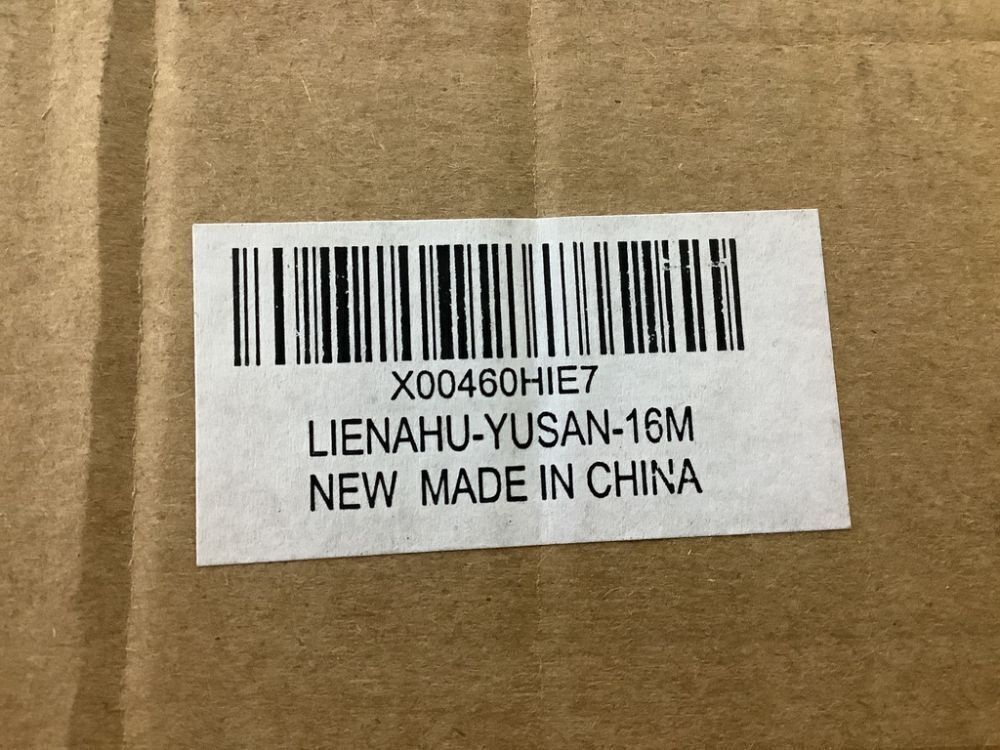 X00460HIE7
LIENAHU-YUSAN-16M
NEW MADE IN CHINA